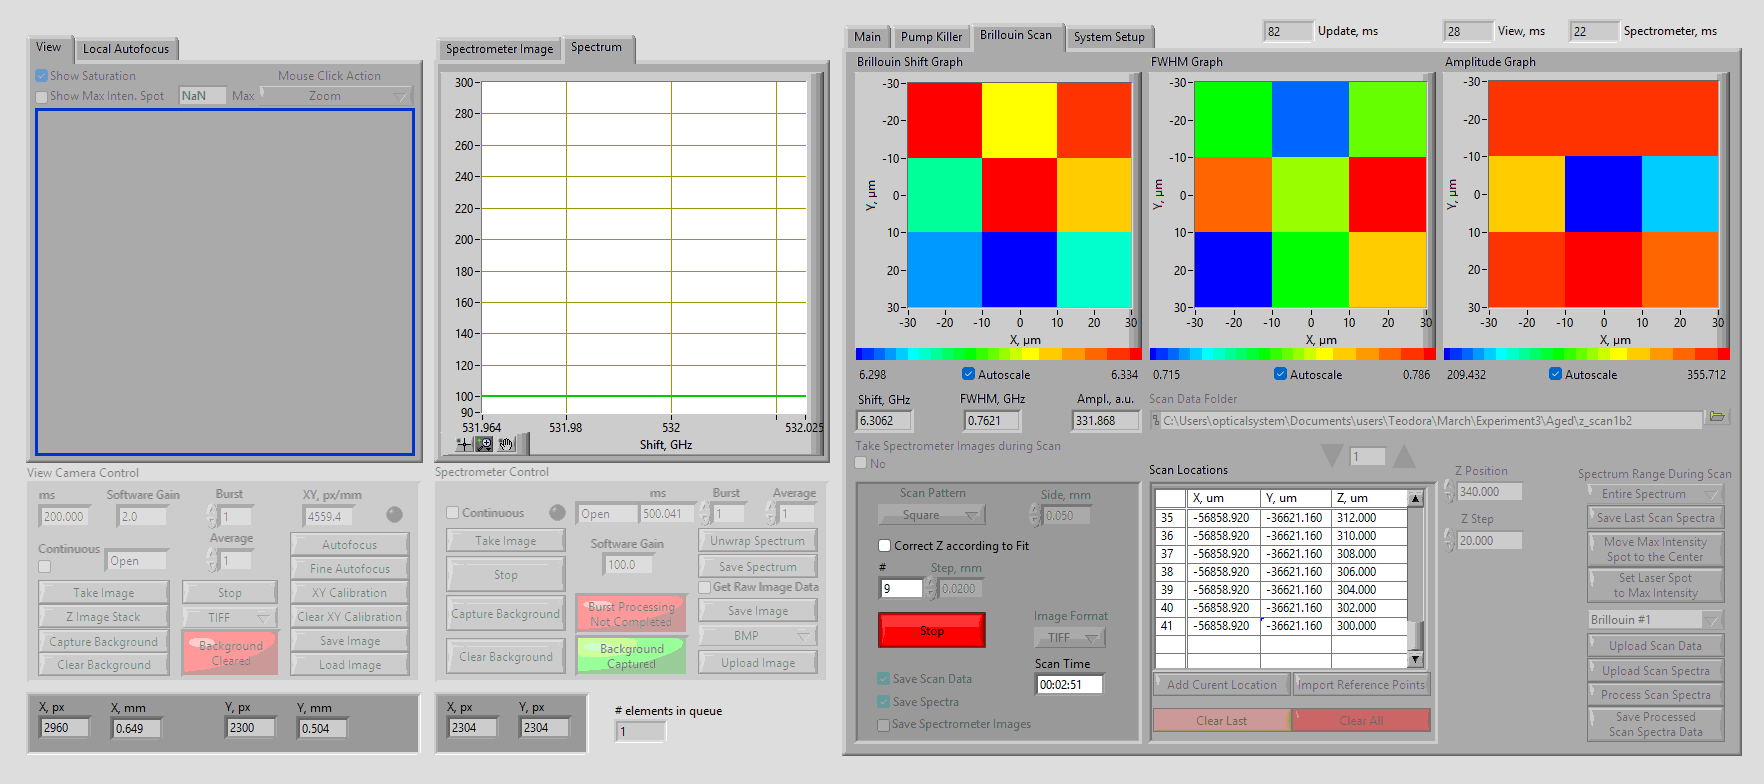 View
Local Autofocus
Show Saturation
Mouse Click Action
Show Max Inten. Spot
NaN
Max
Zoom
Spectrometer Image
Spectrum
300
280
260
240
220
200
180
160
140
120
100
90
531.964
531.98
532
532.025
Shift, GHz
Main
Pump Killer
Brillouin Scan
System Setup
82
Update, ms
28
View, ms
22
Spectrometer, ms
Brillouin Shift Graph
-30
-20
-10
0
10
20
30
Y, µm
-30
-20
-10
0
10
20
30
X, µm
6.298
Autoscale
6.334
FWHM Graph
-30
-20
-10
0
10
20
30
Y, µm
-30
-20
-10
0
10
20
30
X, µm
0.715
Autoscale
0.786
Amplitude Graph
-30
-20
-10
0
10
20
30
Y, µm
-30
-20
-10
0
10
20
30
X, µm
209.432
Autoscale
355.712
Shift, GHz
6.3062
FWHM, GHz
0.7621
Ampl., a.u.
331.868
Scan Data Folder
C:\Users\opticalsystem\Documents\users\Teodora\March\Experiment3\Aged\z_scan1b2
Take Spectrometer Images during Scan
No
1
View Camera Control
ms
200.000
Software Gain
2.0
Burst
1
XY, px/mm
4559.4
Continuous
Open
Average
1
Autofocus
Fine Autofocus
Take Image
Stop
XY Calibration
Z Image Stack
TIFF
Clear XY Calibration
Capture Background
Background
Cleared
Save Image
Clear Background
Load Image
X, px
2960
X, mm
0.649
Y, px
2300
Y, mm
0.504
Spectrometer Control
Continuous
Open
ms
500.041
Burst
1
Average
1
Take Image
Software Gain
100.0
Unwrap Spectrum
Stop
Save Spectrum
Get Raw Image Data
Capture Background
Burst Processing
Not Completed
Save Image
BMP
Clear Background
Background
Captured
Upload Image
X, px
2304
Y, px
2304
# elements in queue
1
Scan Pattern
Square
Side, mm
0.050
Correct Z according to Fit
#
9
Step, mm
0.0200
Stop
Image Format
TIFF
Scan Time
00:02:51
Save Scan Data
Save Spectra
Save Spectrometer Images
Scan Locations
X, um Y, um Z, um
35 -56858.920 -36621.160 312.000
36 -56858.920 -36621.160 310.000
37 -56858.920 -36621.160 308.000
38 -56858.920 -36621.160 306.000
39 -56858.920 -36621.160 304.000
40 -56858.920 -36621.160 302.000
41 -56858.920 -36621.160 300.000
Add Curent Location
Import Reference Points
Clear Last
Clear All
Z Position
340.000
Z Step
20.000
Spectrum Range During Scan
Entire Spectrum
Save Last Scan Spectra
Move Max Intensity
Spot to the Center
Set Laser Spot
to Max Intensity
Brillouin #1
Upload Scan Data
Upload Scan Spectra
Process Scan Spectra
Save Processed
Scan Spectra Data